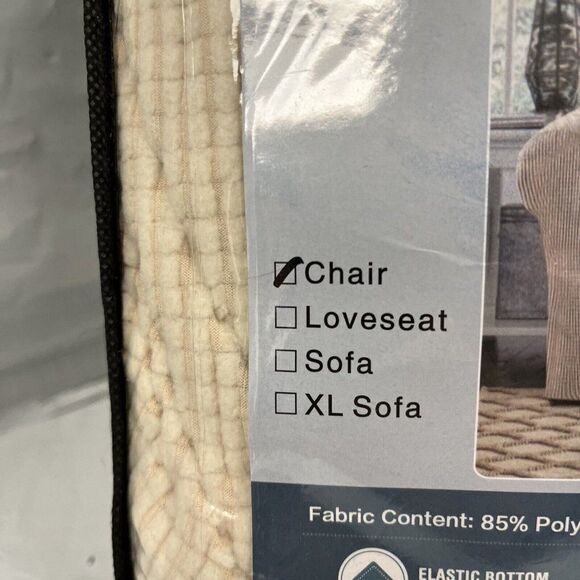 Chair
Loveseat
Sofa
XL Sofa
Fabric Content: 85% Poly
ELASTIC BOTTOM